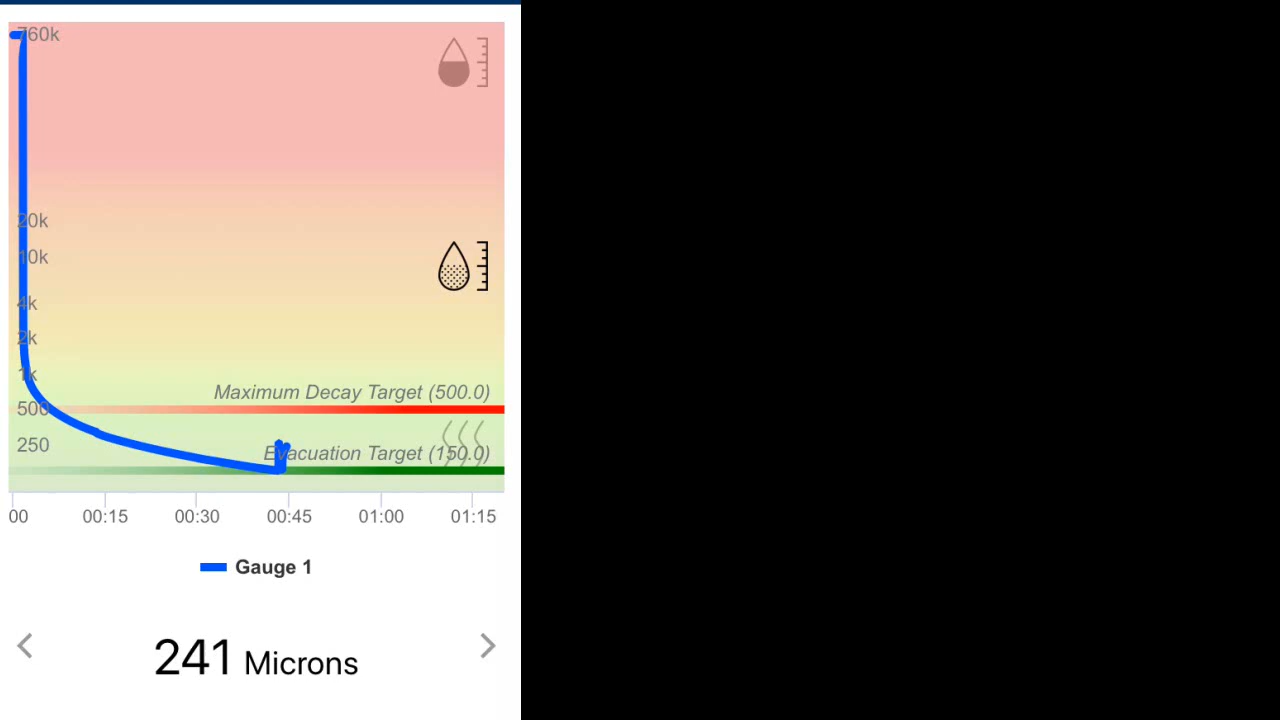 760k
20k
10k
4k
2k
1k
Maximum Decay Target (500.0)
500
250
Evacuation Target (150.0)
00 00:15 00:30 00:45 01:00 01:15
Gauge 1
241 Microns